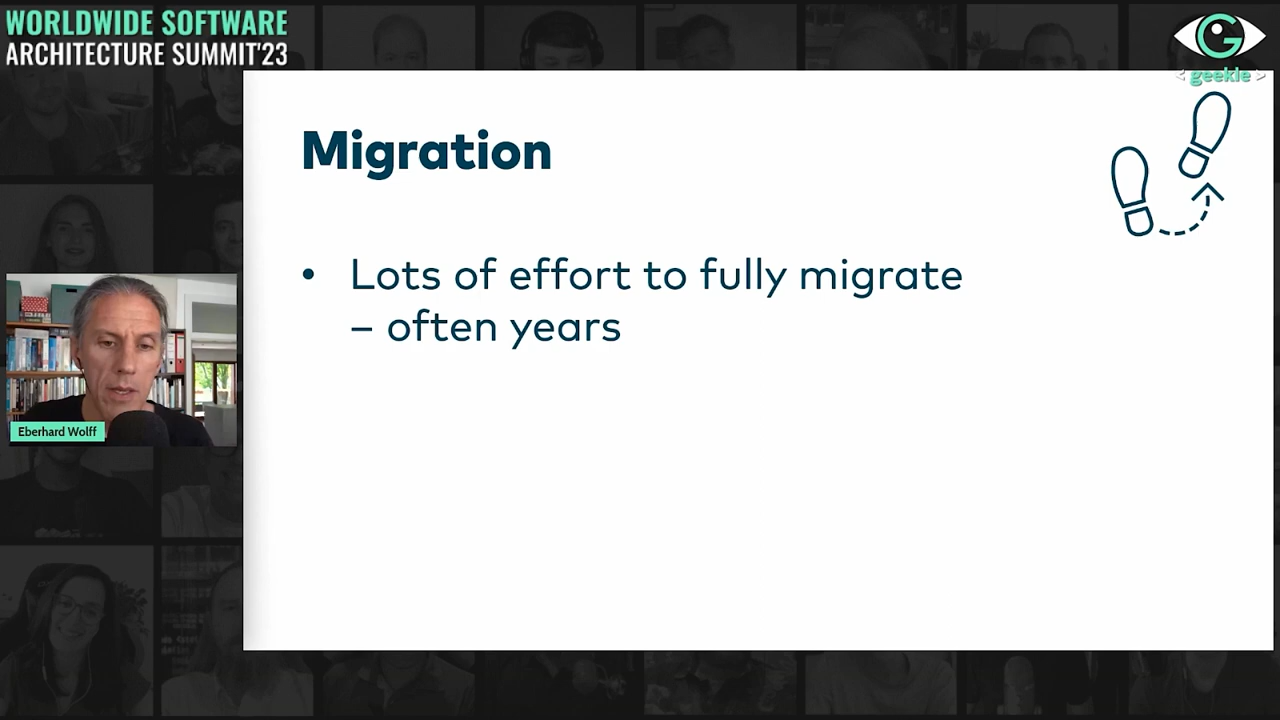 WORLDWIDE SOFTWARE
ARCHITECTURE SUMMIT'23
< geekle >
Migration
• Lots of effort to fully migrate
– often years
Eberhard Wolff